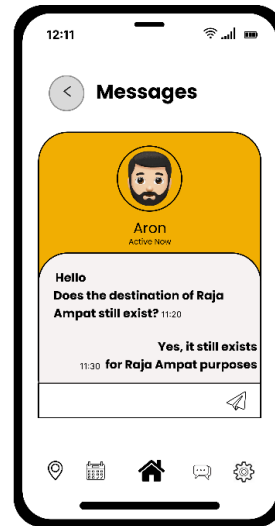 12:11
Messages
Aron
Active Now
Hello
Does the destination of Raja
Ampat still exist? 11:20
Yes, it still exists
11:30 for Raja Ampat purposes